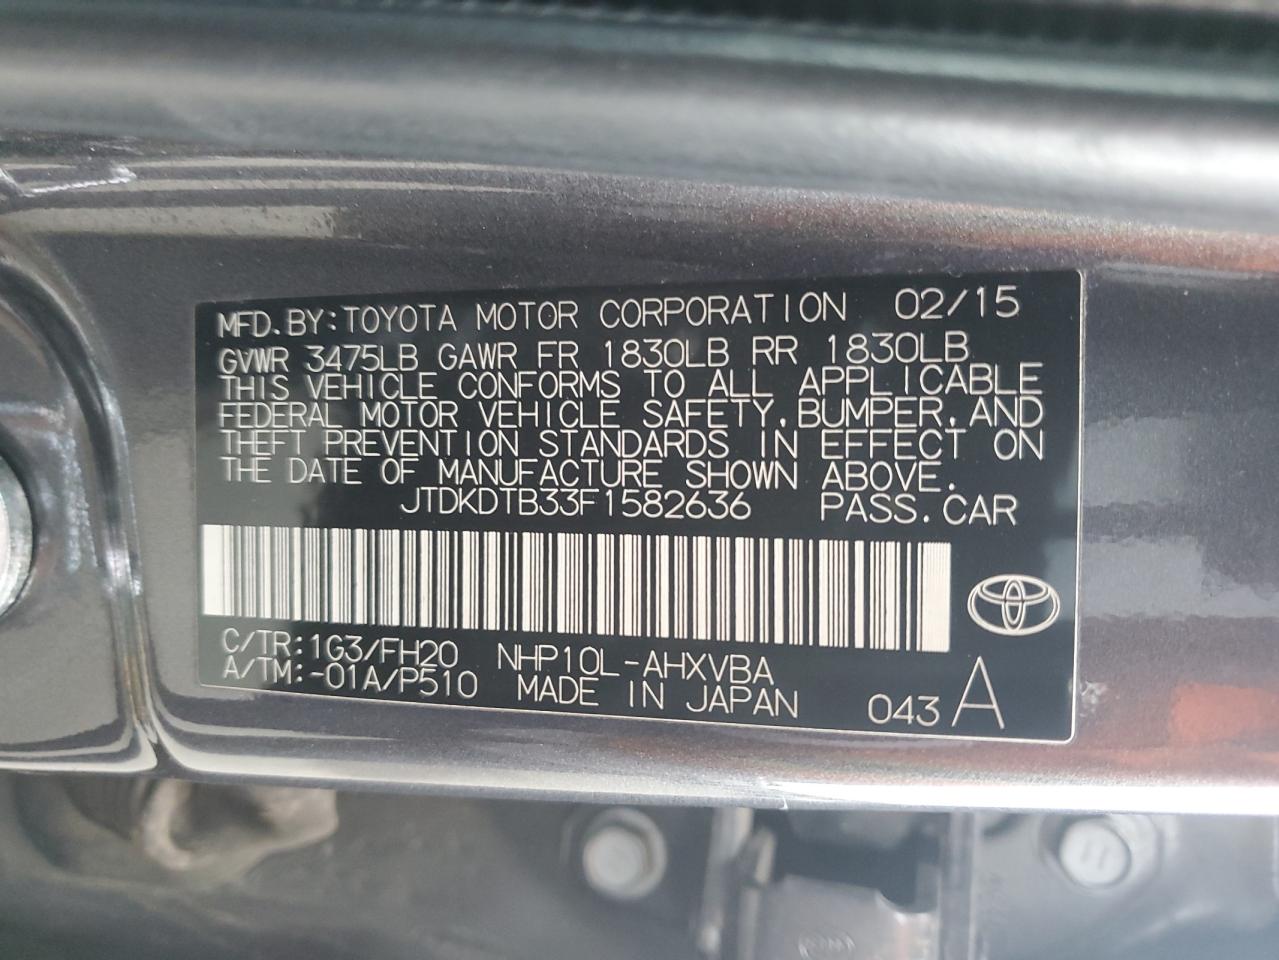 MFD.BY:TOYOTA MOTOR CORPORATION 02/15
GVWR 3475LB GAWR FR 1830LB RR 1830LB
THIS VEHICLE CONFORMS TO ALL APPLICABLE
FEDERAL MOTOR VEHICLE SAFETY,BUMPER,AND
THEFT PREVENTION STANDARDS IN EFFECT ON
THE DATE OF MANUFACTURE SHOWN ABOVE.
JTDKDTB33F1582636 PASS.CAR
C/TR:1G3/FH20 NHP10L-AHXVBA
A/TM:-01A/P510 MADE IN JAPAN 043 A